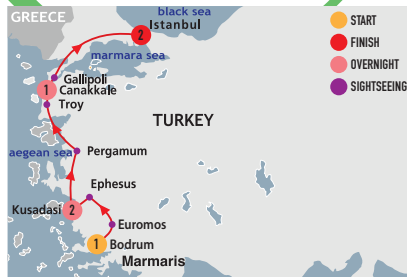 GREECE
black sea
2
Istanbul
marmara sea
Gallipoli
1
Canakkale
Troy
TURKEY
aegean sea
Pergamum
Ephesus
Kusadasi
2
Euromos
1
Bodrum
Marmaris
START
FINISH
OVERNIGHT
SIGHTSEEING